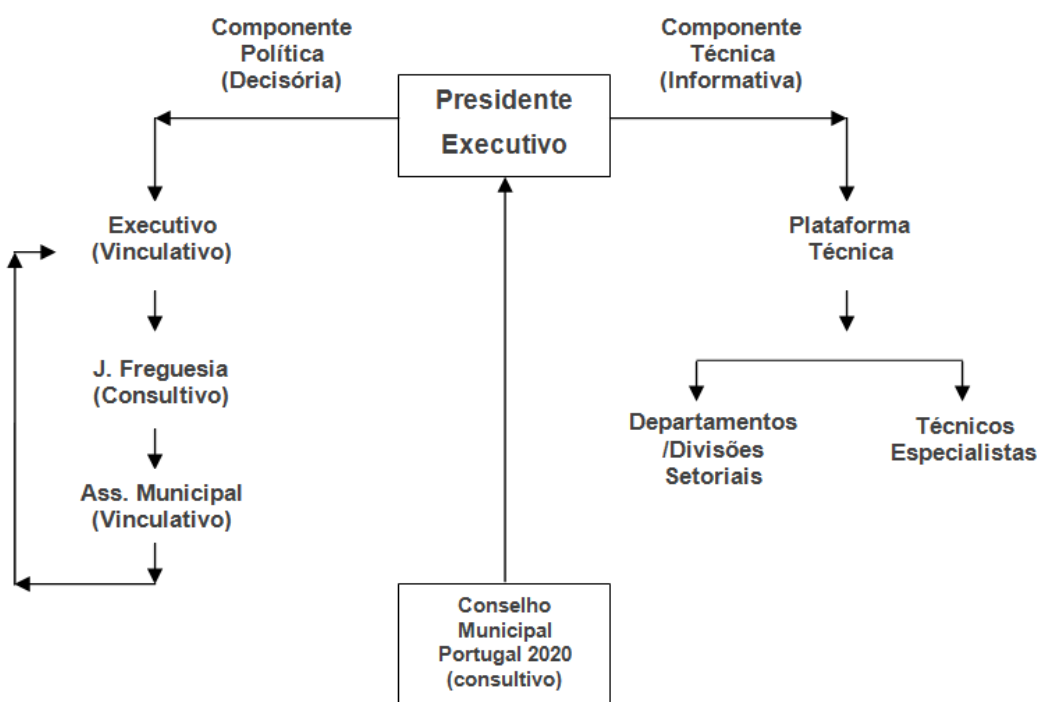 Componente
Política
(Decisória)
Componente
Técnica
(Informativa)
Presidente
Executivo
Executivo
(Vinculativo)
Plataforma
Técnica
J. Freguesia
(Consultivo)
Departamentos
/Divisões
Setoriais
Técnicos
Especialistas
Ass. Municipal
(Vinculativo)
Conselho
Municipal
Portugal 2020
(consultivo)